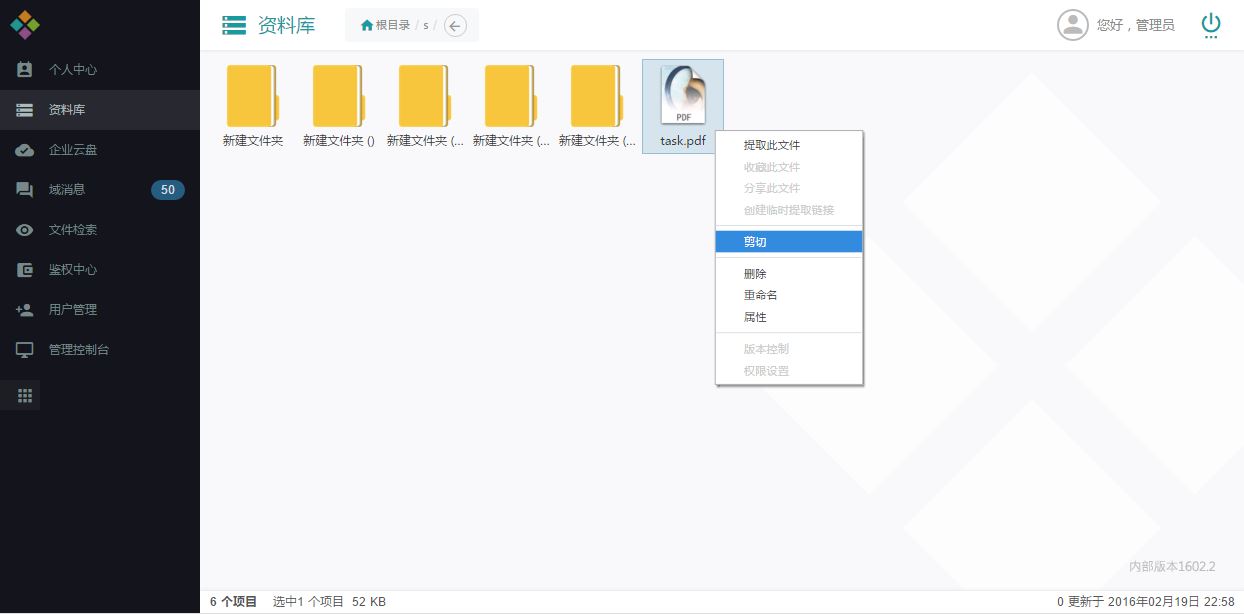 资料库
根目录 / s /
您好，管理员
个人中心
资料库
企业云盘
域消息 50
文件检索
鉴权中心
用户管理
管理控制台
新建文件夹
新建文件夹 ()
新建文件夹 (...
新建文件夹 (...
新建文件夹 (...
PDF
task.pdf
提取此文件
收藏此文件
分享此文件
创建临时提取链接
剪切
删除
重命名
属性
版本控制
权限设置
内部版本1602.2
6 个项目 选中1 个项目 52 KB
0 更新于 2016年02月19日 22:58